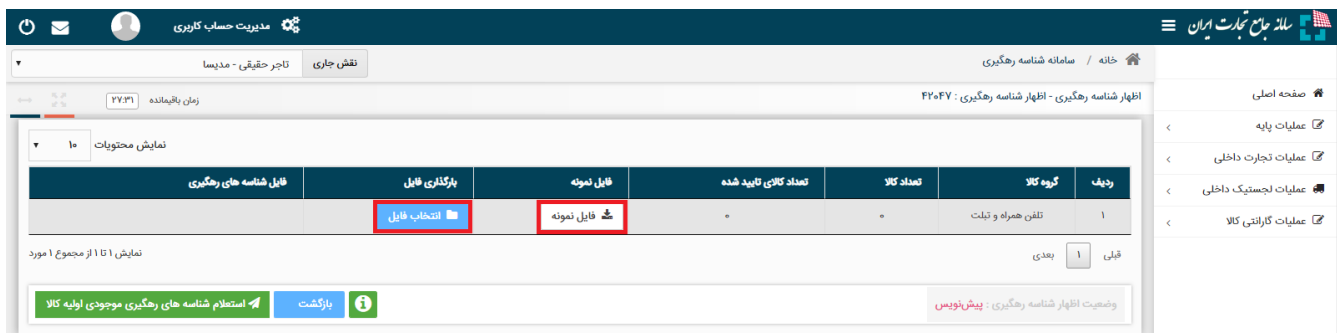 سامانه جامع تجارت ایران
مدیریت حساب کاربری
خانه / سامانه شناسه رهگیری
نقش جاری
تاجر حقیقی - مدیسا
اظهار شناسه رهگیری - اظهار شناسه رهگیری : ۴۲۰۴۷
زمان باقیمانده ۲۷:۳۱
صفحه اصلی
عملیات پایه
عملیات تجارت داخلی
عملیات لجستیک داخلی
عملیات گارانتی کالا
نمایش محتویات ۱۰
ردیف گروه کالا تعداد کالا تعداد کالای تایید شده فایل نمونه بارگذاری فایل فایل شناسه های رهگیری
۱ تلفن همراه و تبلت ۰ ۰ فایل نمونه انتخاب فایل
قبلی ۱ بعدی
نمایش ۱ تا ۱ از مجموع ۱ مورد
وضعیت اظهار شناسه رهگیری : پیش‌نویس
بازگشت
استعلام شناسه های رهگیری موجودی اولیه کالا